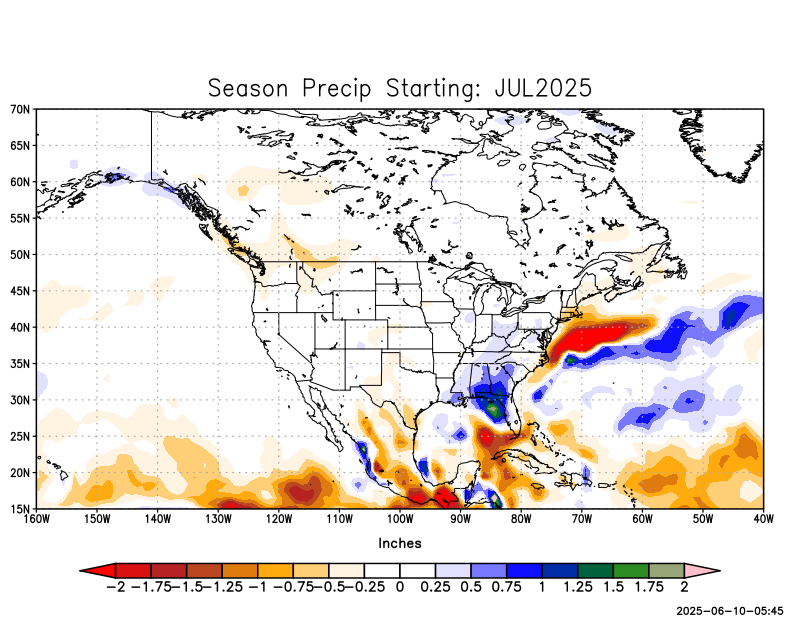 Season Precip Starting: JUL2025
70N
65N
60N
55N
50N
45N
40N
35N
30N
25N
20N
15N
160W 150W 140W 130W 120W 110W 100W 90W 80W 70W 60W 50W 40W
Inches
−2 −1.75−1.5−1.25 −1 −0.75−0.5−0.25 0 0.25 0.5 0.75 1 1.25 1.5 1.75 2
2025−06−10−05:45